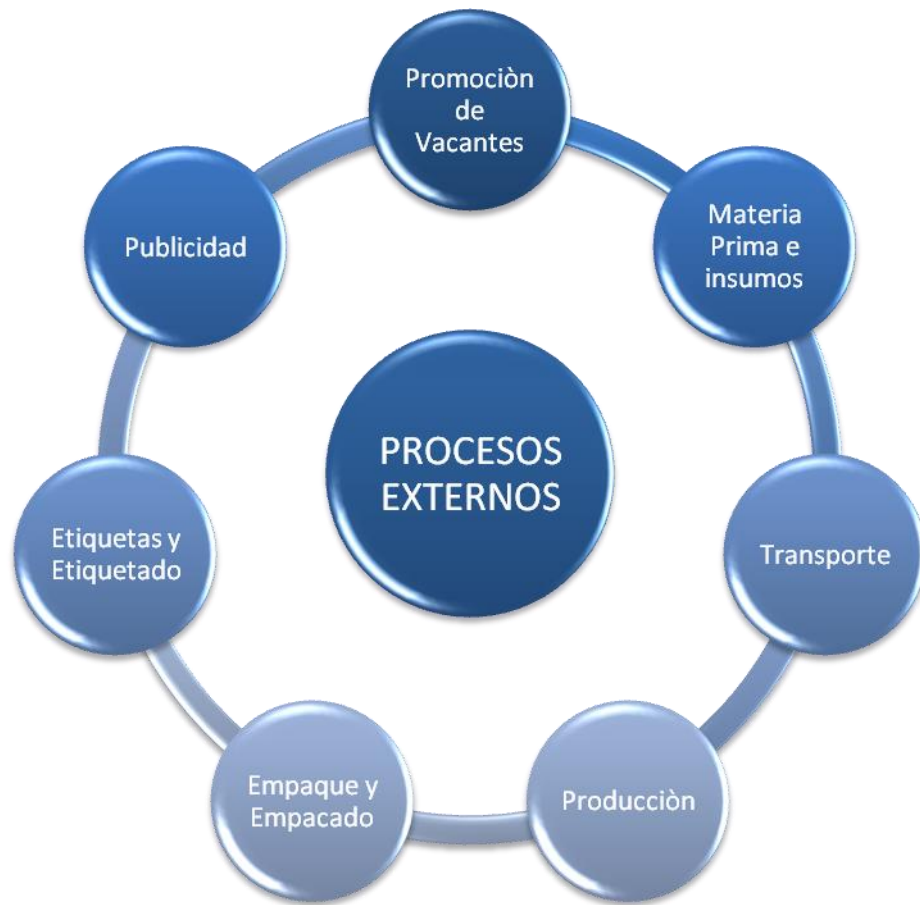 Promociòn
de
Vacantes
Materia
Prima e
insumos
Transporte
Producciòn
Empaque y
Empacado
Etiquetas y
Etiquetado
Publicidad
PROCESOS
EXTERNOS